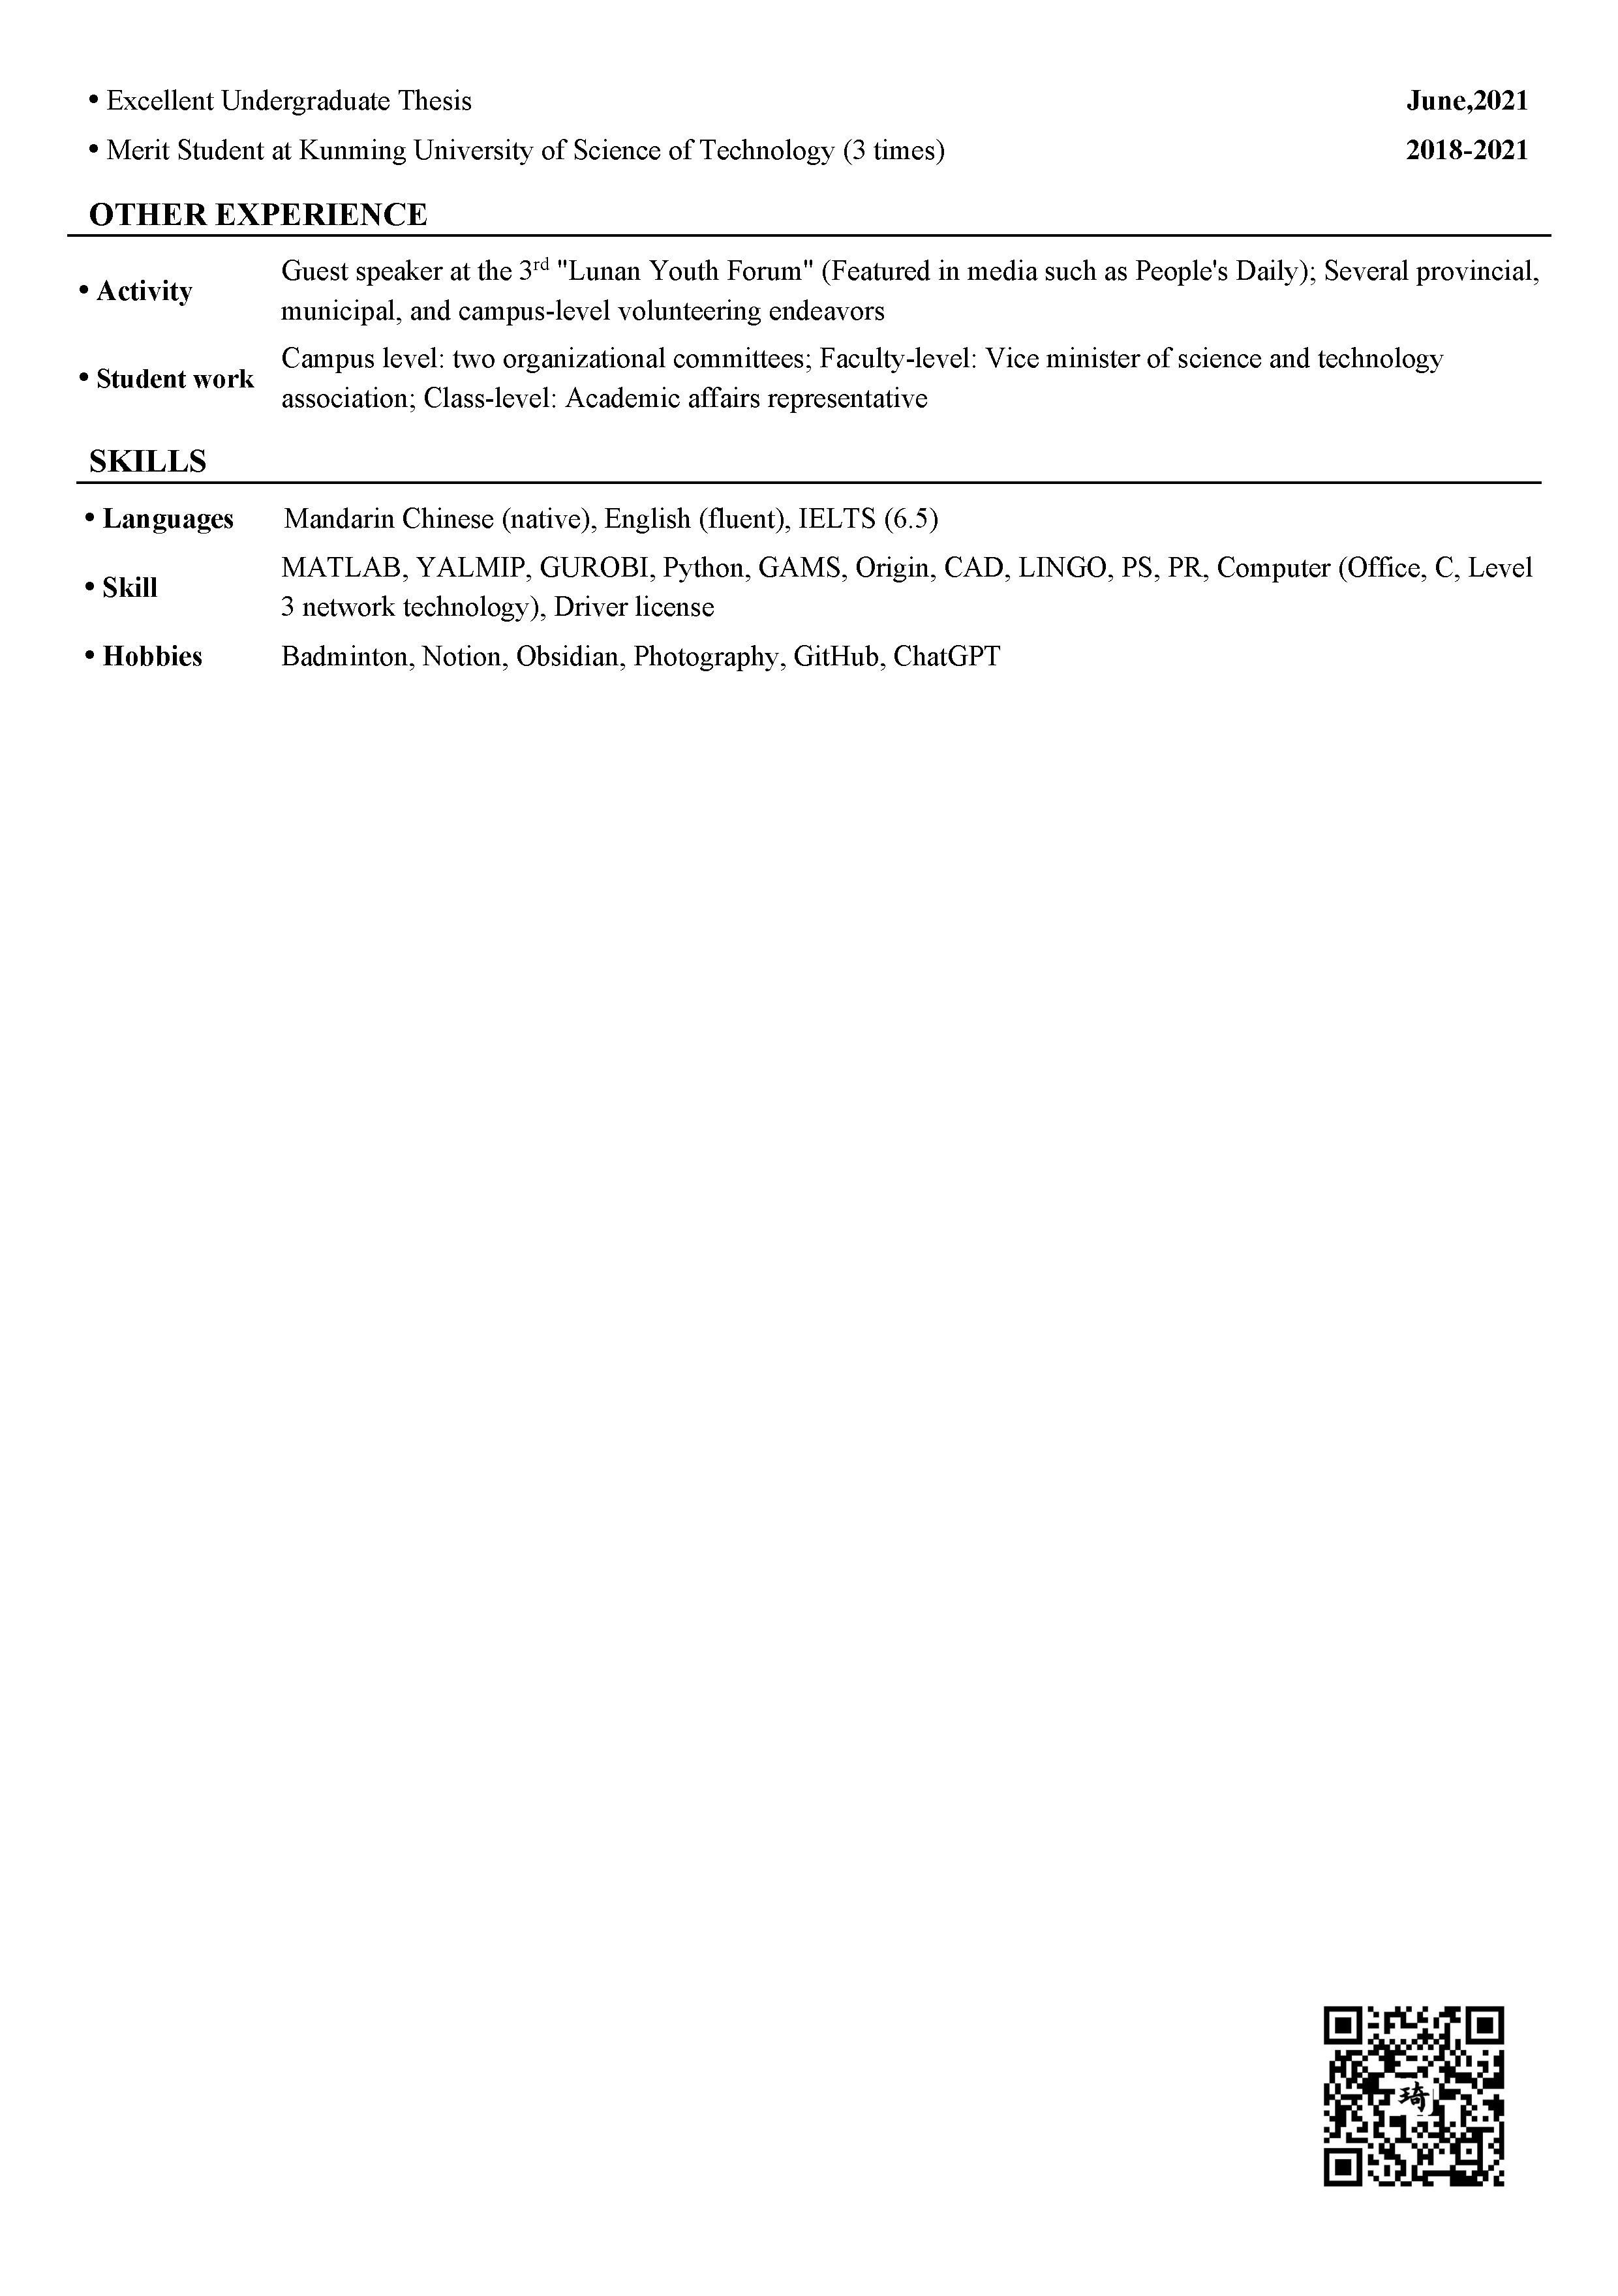 • Excellent Undergraduate Thesis June,2021
• Merit Student at Kunming University of Science of Technology (3 times) 2018-2021
OTHER EXPERIENCE
• Activity
Guest speaker at the 3rd "Lunan Youth Forum" (Featured in media such as People's Daily); Several provincial,
municipal, and campus-level volunteering endeavors
• Student work
Campus level: two organizational committees; Faculty-level: Vice minister of science and technology
association; Class-level: Academic affairs representative
SKILLS
• Languages Mandarin Chinese (native), English (fluent), IELTS (6.5)
• Skill
MATLAB, YALMIP, GUROBI, Python, GAMS, Origin, CAD, LINGO, PS, PR, Computer (Office, C, Level
3 network technology), Driver license
• Hobbies Badminton, Notion, Obsidian, Photography, GitHub, ChatGPT
琦